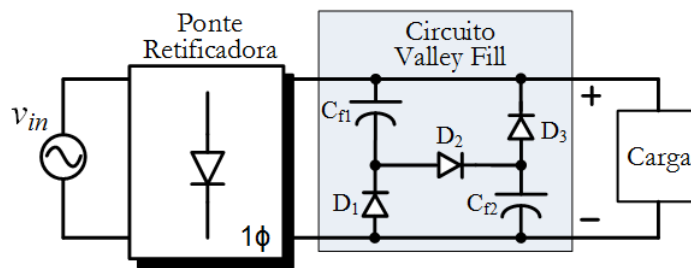 Ponte
Retificadora
Circuito
Valley Fill
v_in
C_f1
D_2
D_3
+
Carga
D_1
C_f2
−
1ϕ